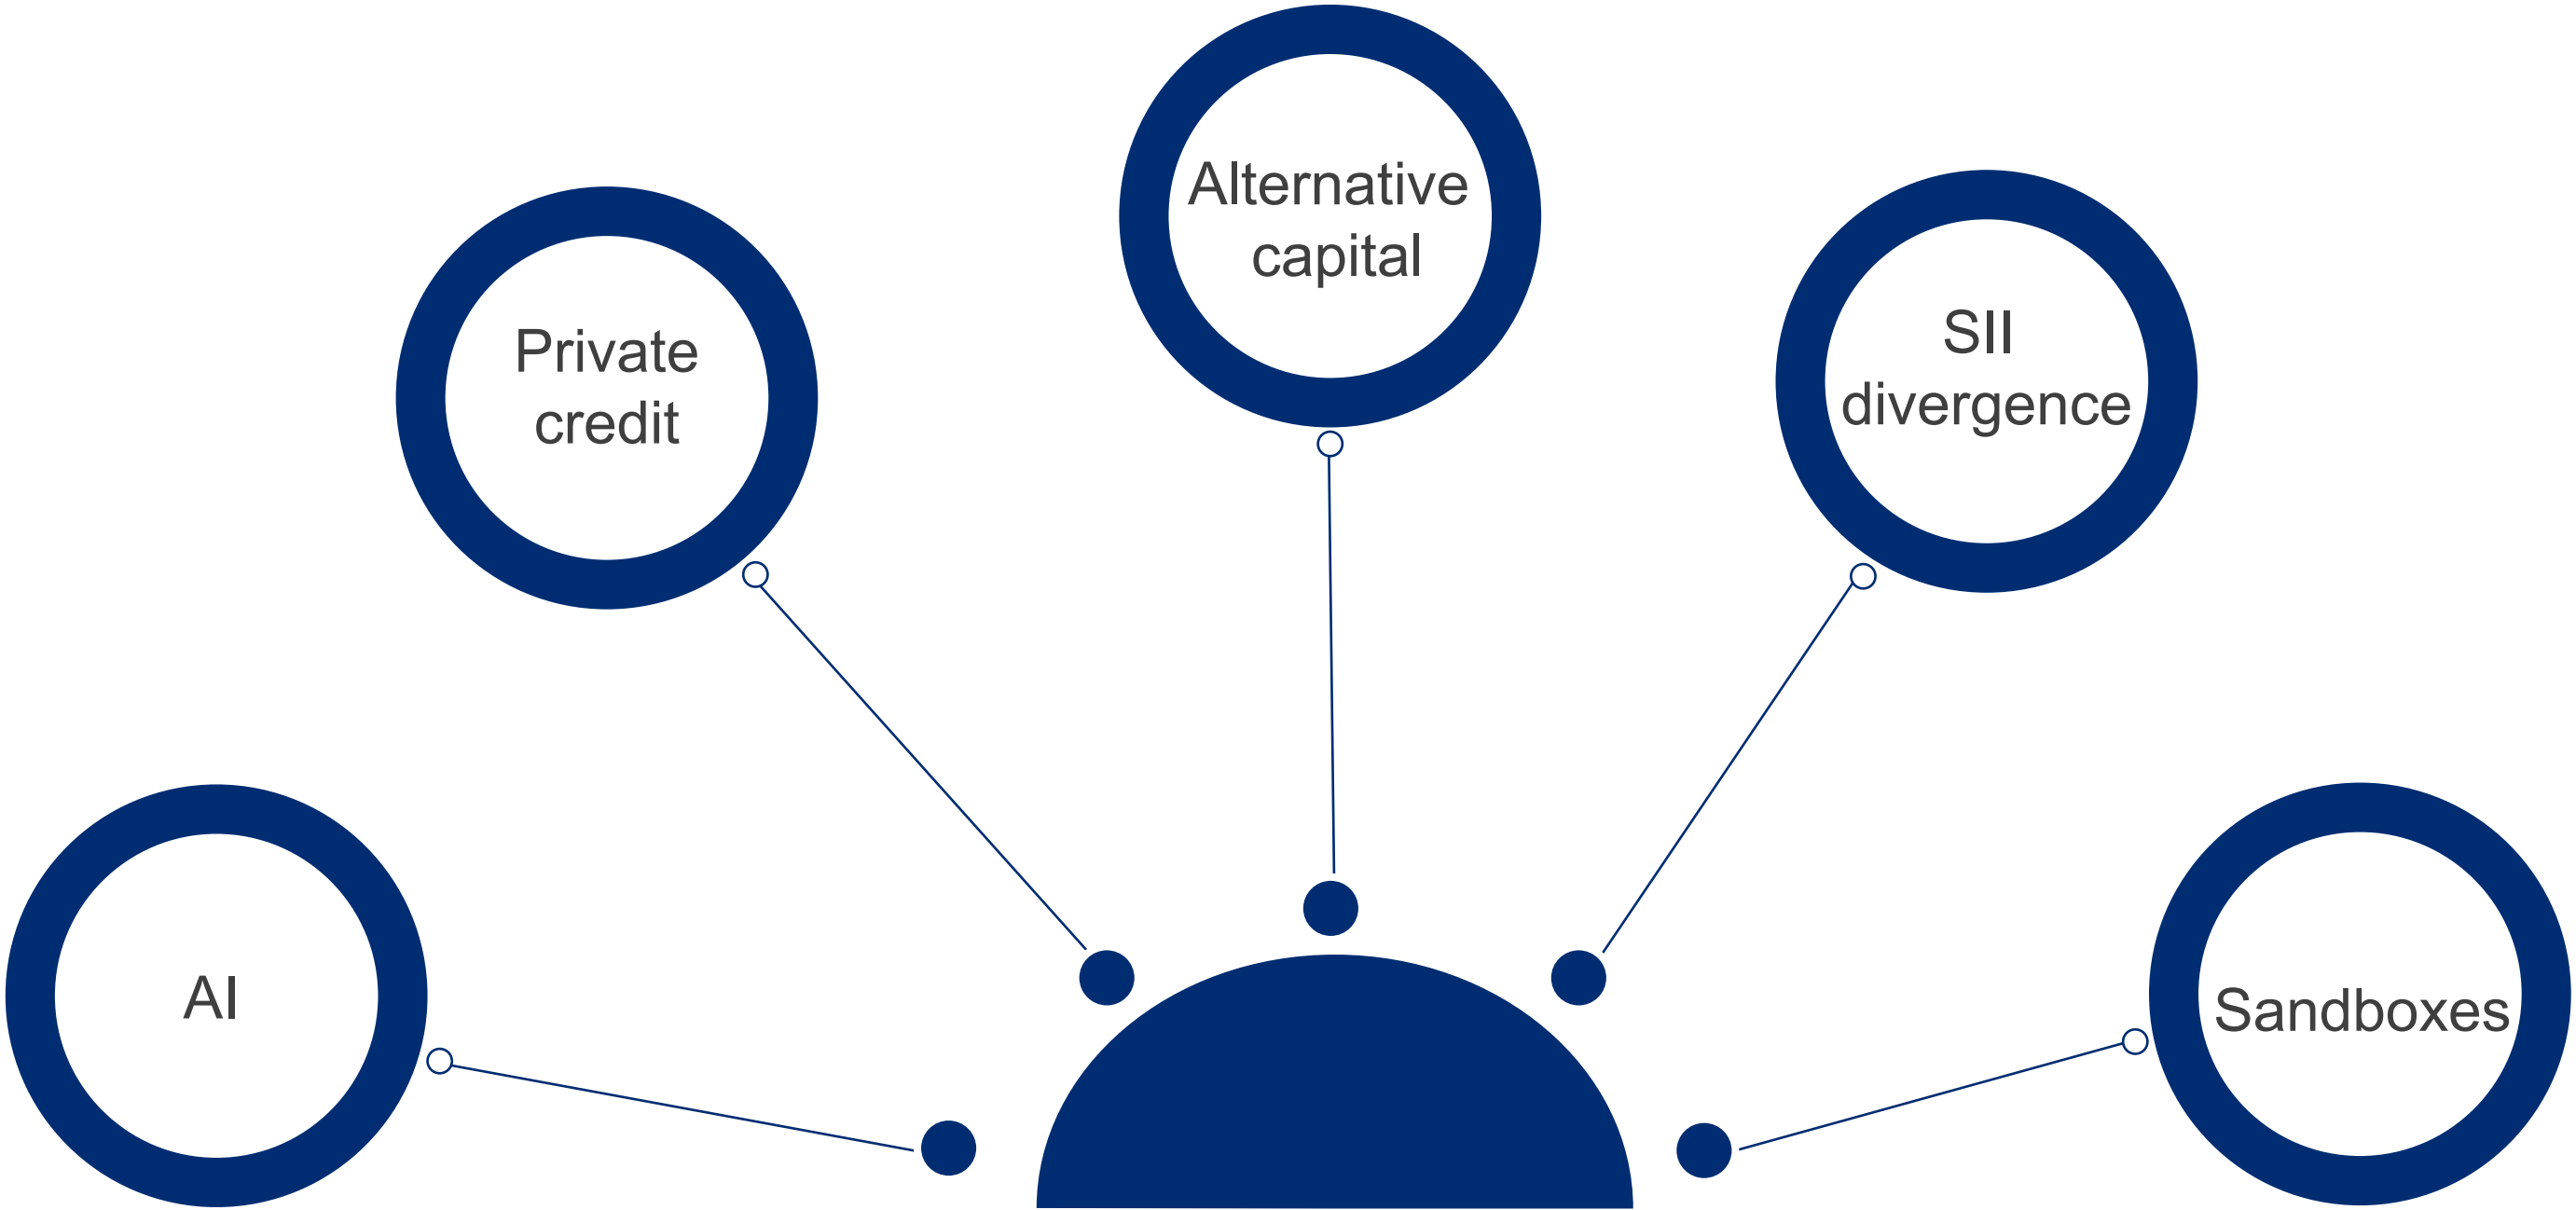 Alternative
capital
Private
credit
SII
divergence
AI
Sandboxes